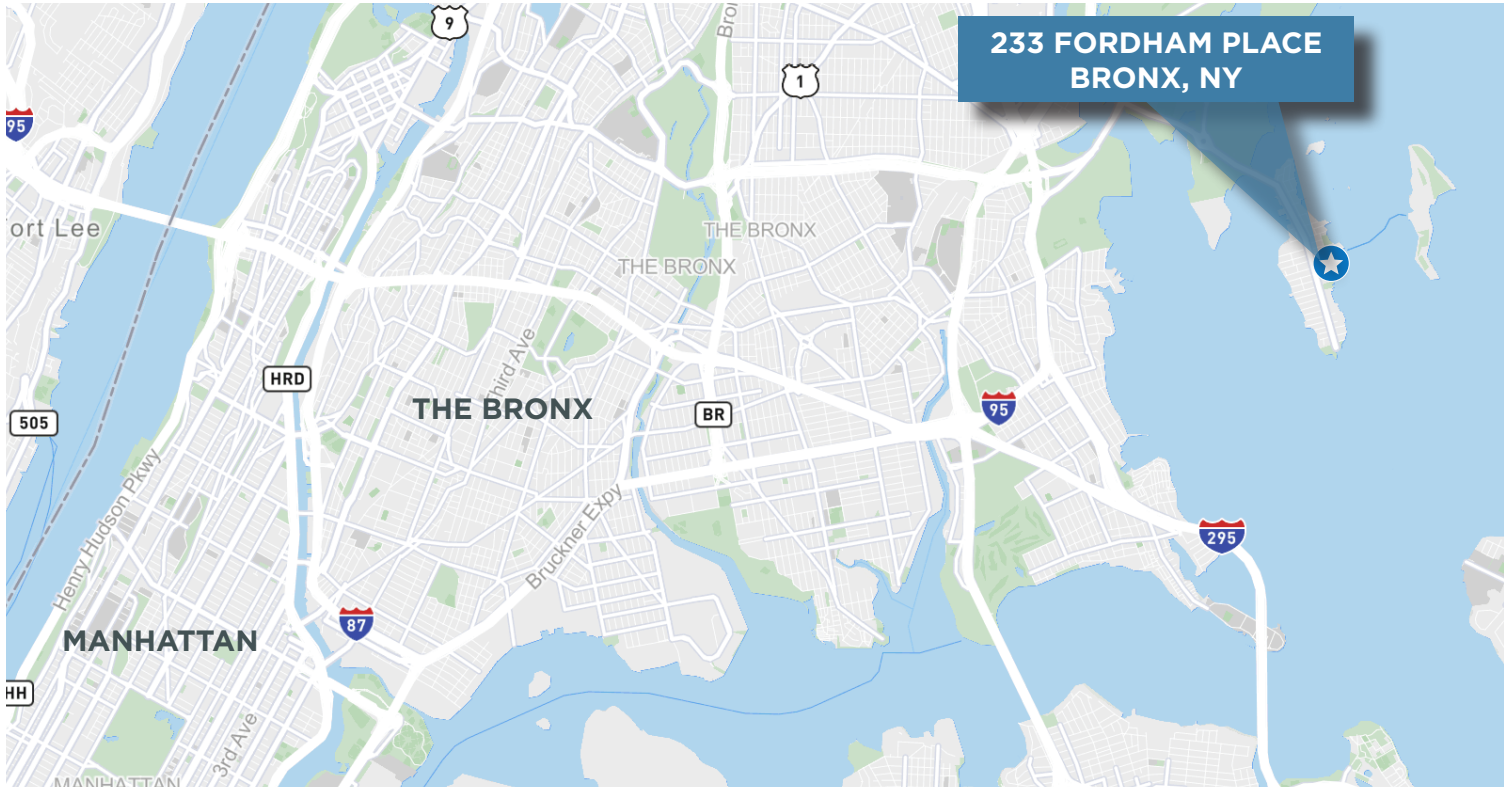 9
233 FORDHAM PLACE
BRONX, NY
1
95
ort Lee
THE BRONX
THE BRONX
HRD
Third Ave
THE BRONX
BR
95
505
Henry Hudson Pkwy
Bruckner Expy
295
87
MANHATTAN
HH
3rd Ave
MANHATTAN